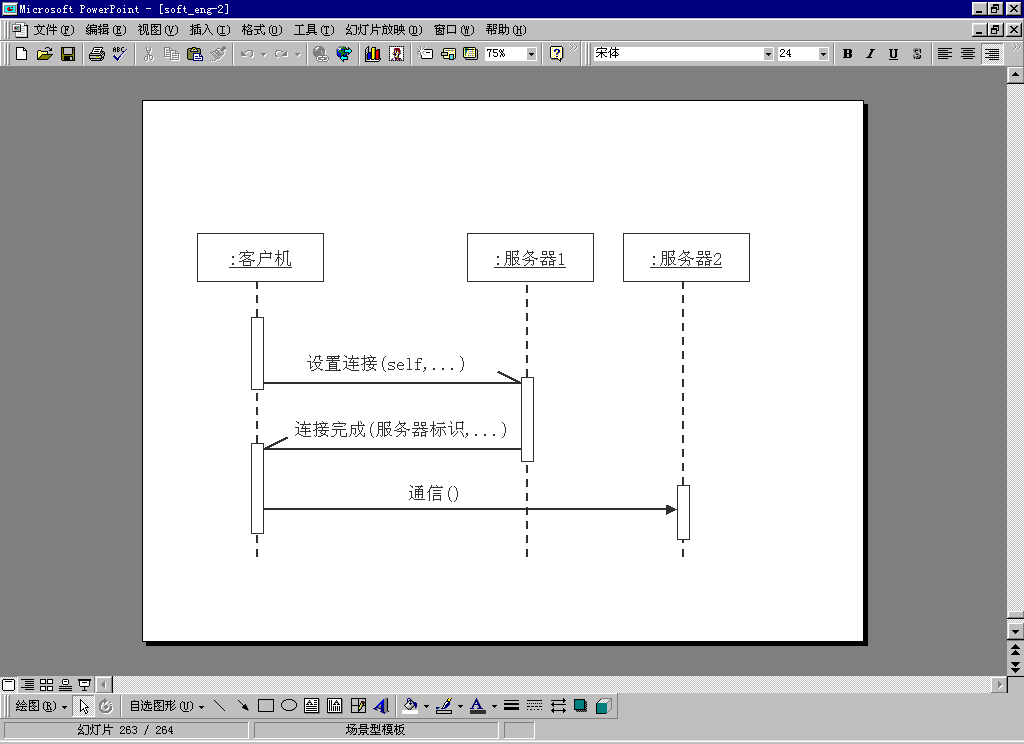 Microsoft PowerPoint - [soft_eng-2]
文件(F) 编辑(E) 视图(V) 插入(I) 格式(O) 工具(T) 幻灯片放映(D) 窗口(W) 帮助(H)
ABC 75% 宋体 24 B I U S
:客户机 :服务器1 :服务器2
设置连接(self,...)
连接完成(服务器标识,...)
通信()
绘图(R) 自选图形(U) A A
幻灯片 263 / 264 场景型模板